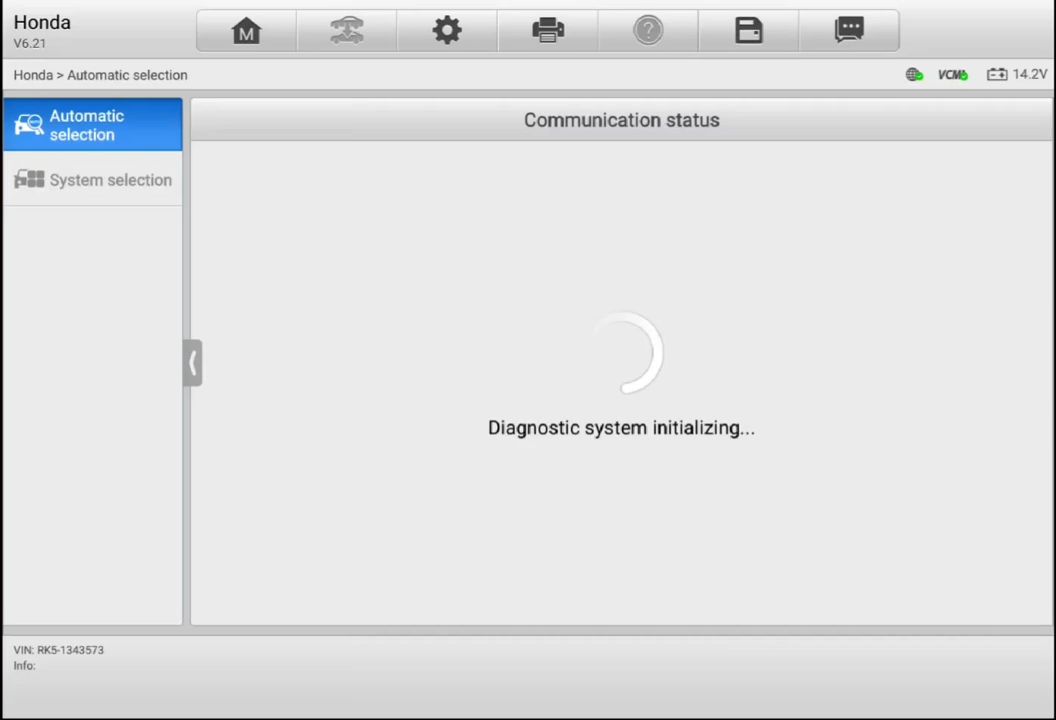 Honda
V6.21
M
?
Honda > Automatic selection
VCMI
14.2V
Automatic
selection
System selection
Communication status
Diagnostic system initializing...
VIN: RK5-1343573
Info: